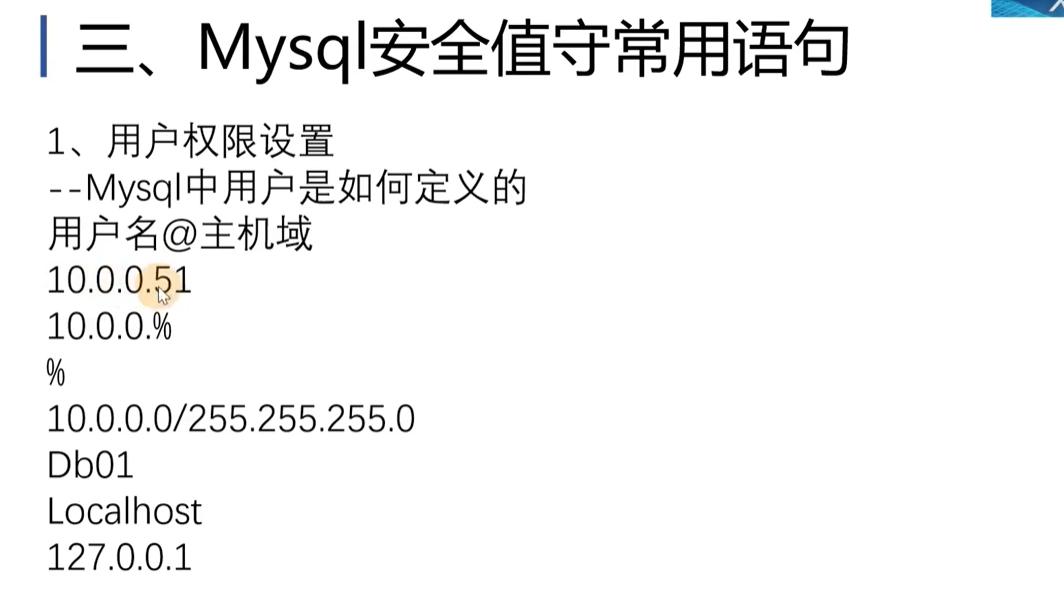 三、Mysql安全值守常用语句
1、用户权限设置
--Mysql中用户是如何定义的
用户名@主机域
10.0.0.51
10.0.0.%
%
10.0.0.0/255.255.255.0
Db01
Localhost
127.0.0.1